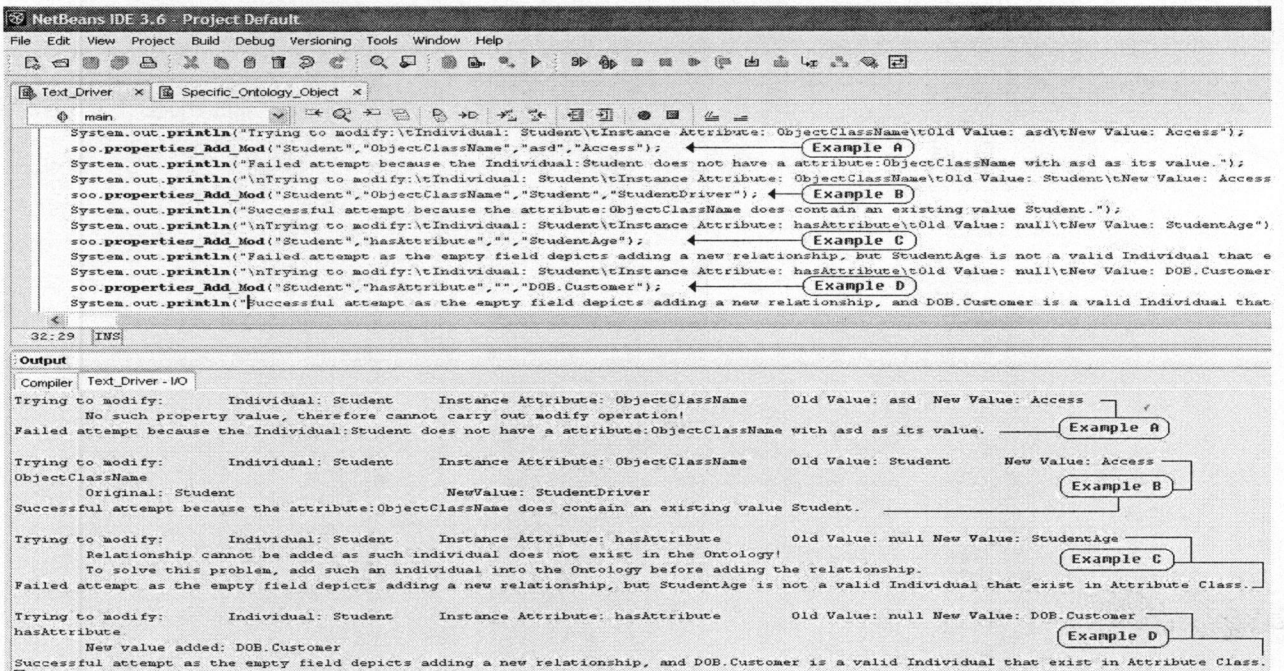 NetBeans IDE 3.6 - Project Default
File Edit View Project Build Debug Versioning Tools Window Help
Text_Driver × Specific_Ontology_Object ×
main
System.out.println("Trying to modify:\tIndividual: Student\tInstance Attribute: ObjectClassName\tOld Value: asd\tNew Value: Access");
soo.properties_Add_Mod("Student","ObjectClassName","asd","Access"); Example A
System.out.println("Failed attempt because the Individual:Student does not have a attribute:ObjectClassName with asd as its value.");
System.out.println("\nTrying to modify:\tIndividual: Student\tInstance Attribute: ObjectClassName\tOld Value: Student\tNew Value: Access
soo.properties_Add_Mod("Student","ObjectClassName","Student","StudentDriver"); Example B
System.out.println("Successful attempt because the attribute:ObjectClassName does contain an existing value Student.");
System.out.println("\nTrying to modify:\tIndividual: Student\tInstance Attribute: hasAttribute\tOld Value: null\tNew Value: StudentAge")
soo.properties_Add_Mod("Student","hasAttribute","","StudentAge"); Example C
System.out.println("Failed attempt as the empty field depicts adding a new relationship, but StudentAge is not a valid Individual that e
System.out.println("\nTrying to modify:\tIndividual: Student\tInstance Attribute: hasAttribute\tOld Value: null\tNew Value: DOB.Customer
soo.properties_Add_Mod("Student","hasAttribute","","DOB.Customer"); Example D
System.out.println("Successful attempt as the empty field depicts adding a new relationship, and DOB.Customer is a valid Individual that
32:29 INS
Output
Compiler Text_Driver - I/O
Trying to modify: Individual: Student Instance Attribute: ObjectClassName Old Value: asd New Value: Access
No such property value, therefore cannot carry out modify operation!
Failed attempt because the Individual:Student does not have a attribute:ObjectClassName with asd as its value. Example A
Trying to modify: Individual: Student Instance Attribute: ObjectClassName Old Value: Student New Value: Access
ObjectClassName
Original: Student NewValue: StudentDriver Example B
Successful attempt because the attribute:ObjectClassName does contain an existing value Student.
Trying to modify: Individual: Student Instance Attribute: hasAttribute Old Value: null New Value: StudentAge
Relationship cannot be added as such individual does not exist in the Ontology! Example C
To solve this problem, add such an individual into the Ontology before adding the relationship.
Failed attempt as the empty field depicts adding a new relationship, but StudentAge is not a valid Individual that exist in Attribute Class.
Trying to modify: Individual: Student Instance Attribute: hasAttribute Old Value: null New Value: DOB.Customer
hasAttribute Example D
New value added: DOB.Customer
Successful attempt as the empty field depicts adding a new relationship, and DOB.Customer is a valid Individual that exist in Attribute Class.